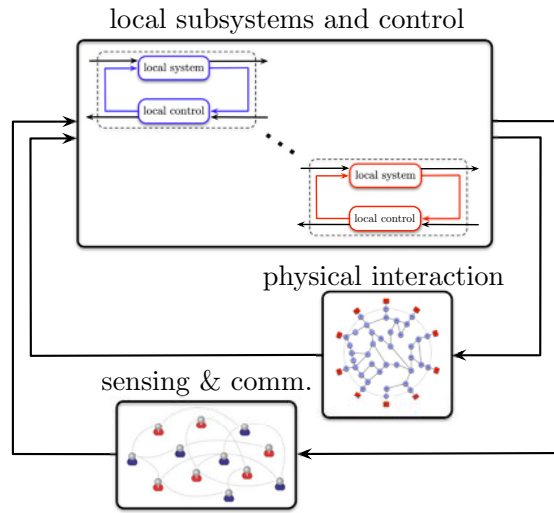 local subsystems and control
local system
local control
local system
local control
physical interaction
sensing & comm.